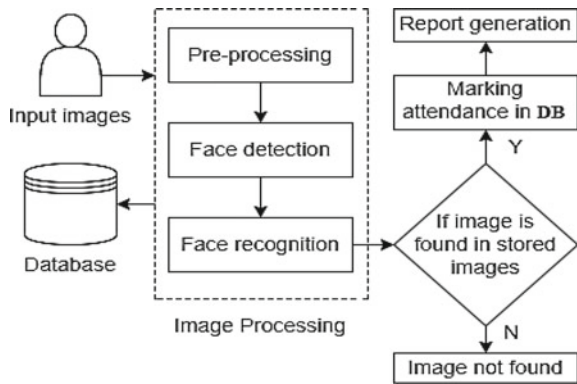 Input images
Database
Pre-processing
Face detection
Face recognition
Image Processing
Report generation
Marking
attendance in DB
Y
If image is
found in stored
images
N
Image not found